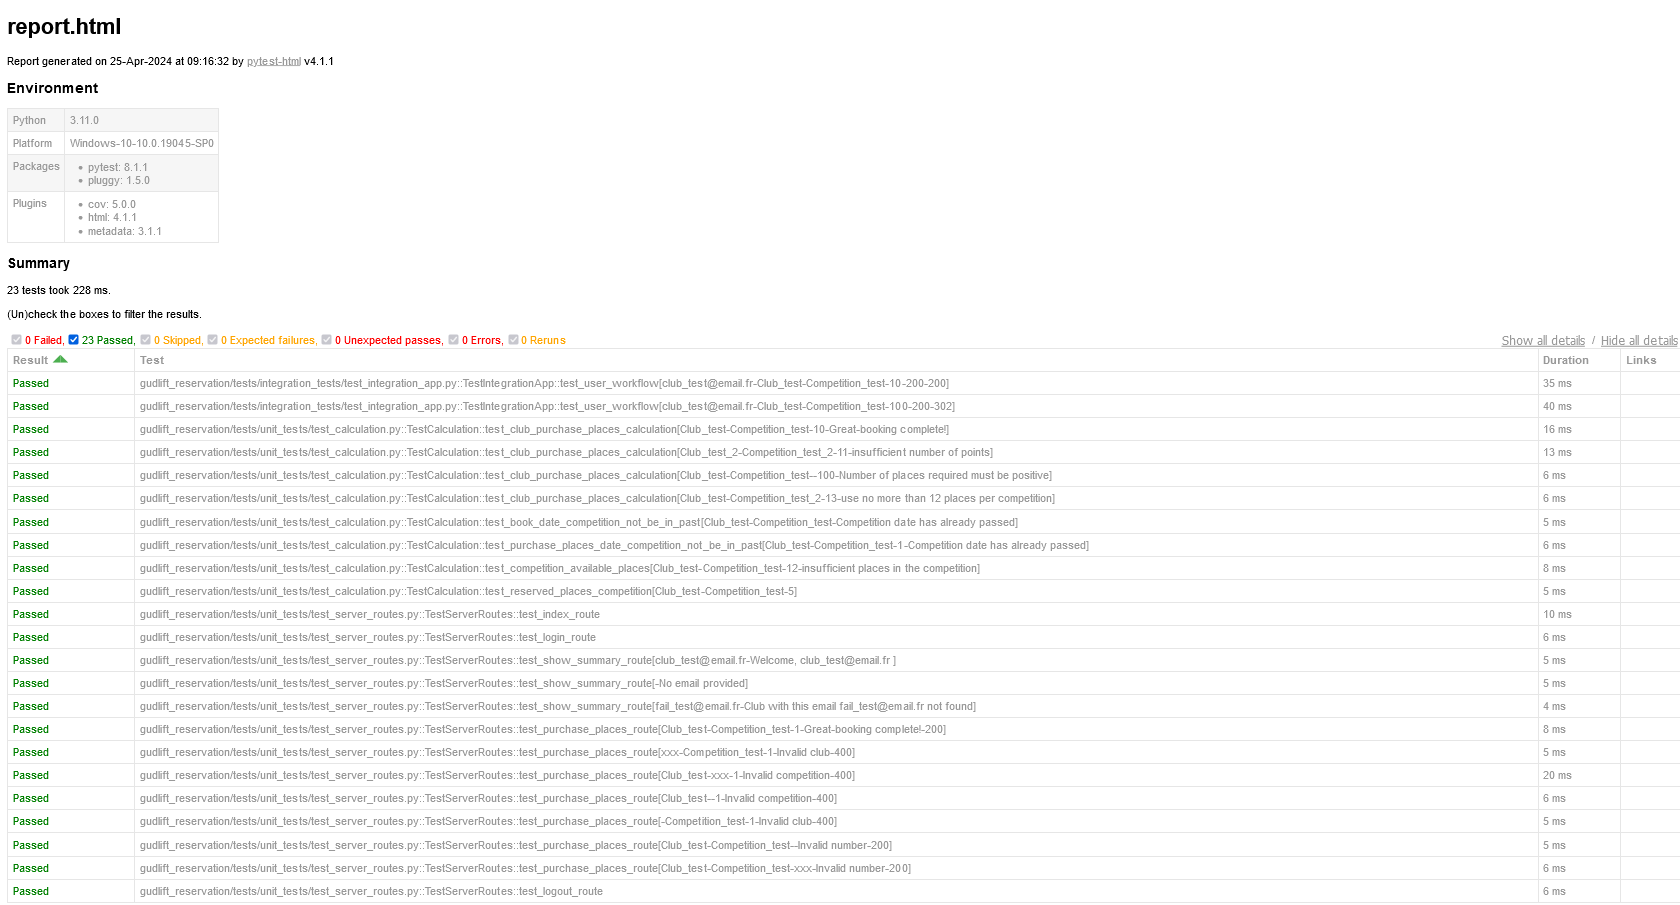 report.html
Report generated on 25-Apr-2024 at 09:16:32 by pytest-html v4.1.1
Environment
Python 3.11.0
Platform Windows-10-10.0.19045-SP0
Packages • pytest: 8.1.1
• pluggy: 1.5.0
Plugins • cov: 5.0.0
• html: 4.1.1
• metadata: 3.1.1
Summary
23 tests took 228 ms.
(Un)check the boxes to filter the results.
0 Failed, 23 Passed, 0 Skipped, 0 Expected failures, 0 Unexpected passes, 0 Errors, 0 Reruns Show all details / Hide all details
Result Test Duration Links
Passed gudlift_reservation/tests/integration_tests/test_integration_app.py::TestIntegrationApp::test_user_workflow[club_test@email.fr-Club_test-Competition_test-10-200-200] 35 ms
Passed gudlift_reservation/tests/integration_tests/test_integration_app.py::TestIntegrationApp::test_user_workflow[club_test@email.fr-Club_test-Competition_test-100-200-302] 40 ms
Passed gudlift_reservation/tests/unit_tests/test_calculation.py::TestCalculation::test_club_purchase_places_calculation[Club_test-Competition_test-10-Great-booking complete!] 16 ms
Passed gudlift_reservation/tests/unit_tests/test_calculation.py::TestCalculation::test_club_purchase_places_calculation[Club_test_2-Competition_test_2-11-insufficient number of points] 13 ms
Passed gudlift_reservation/tests/unit_tests/test_calculation.py::TestCalculation::test_club_purchase_places_calculation[Club_test-Competition_test--100-Number of places required must be positive] 6 ms
Passed gudlift_reservation/tests/unit_tests/test_calculation.py::TestCalculation::test_club_purchase_places_calculation[Club_test-Competition_test_2-13-use no more than 12 places per competition] 6 ms
Passed gudlift_reservation/tests/unit_tests/test_calculation.py::TestCalculation::test_book_date_competition_not_be_in_past[Club_test-Competition_test-Competition date has already passed] 5 ms
Passed gudlift_reservation/tests/unit_tests/test_calculation.py::TestCalculation::test_purchase_places_date_competition_not_be_in_past[Club_test-Competition_test-1-Competition date has already passed] 6 ms
Passed gudlift_reservation/tests/unit_tests/test_calculation.py::TestCalculation::test_competition_available_places[Club_test-Competition_test-12-insufficient places in the competition] 8 ms
Passed gudlift_reservation/tests/unit_tests/test_calculation.py::TestCalculation::test_reserved_places_competition[Club_test-Competition_test-5] 5 ms
Passed gudlift_reservation/tests/unit_tests/test_server_routes.py::TestServerRoutes::test_index_route 10 ms
Passed gudlift_reservation/tests/unit_tests/test_server_routes.py::TestServerRoutes::test_login_route 6 ms
Passed gudlift_reservation/tests/unit_tests/test_server_routes.py::TestServerRoutes::test_show_summary_route[club_test@email.fr-Welcome, club_test@email.fr ] 5 ms
Passed gudlift_reservation/tests/unit_tests/test_server_routes.py::TestServerRoutes::test_show_summary_route[-No email provided] 5 ms
Passed gudlift_reservation/tests/unit_tests/test_server_routes.py::TestServerRoutes::test_show_summary_route[fail_test@email.fr-Club with this email fail_test@email.fr not found] 4 ms
Passed gudlift_reservation/tests/unit_tests/test_server_routes.py::TestServerRoutes::test_purchase_places_route[Club_test-Competition_test-1-Great-booking complete!-200] 8 ms
Passed gudlift_reservation/tests/unit_tests/test_server_routes.py::TestServerRoutes::test_purchase_places_route[xxx-Competition_test-1-Invalid club-400] 5 ms
Passed gudlift_reservation/tests/unit_tests/test_server_routes.py::TestServerRoutes::test_purchase_places_route[Club_test-xxx-1-Invalid competition-400] 20 ms
Passed gudlift_reservation/tests/unit_tests/test_server_routes.py::TestServerRoutes::test_purchase_places_route[Club_test--1-Invalid competition-400] 6 ms
Passed gudlift_reservation/tests/unit_tests/test_server_routes.py::TestServerRoutes::test_purchase_places_route[-Competition_test-1-Invalid club-400] 5 ms
Passed gudlift_reservation/tests/unit_tests/test_server_routes.py::TestServerRoutes::test_purchase_places_route[Club_test-Competition_test--Invalid number-200] 5 ms
Passed gudlift_reservation/tests/unit_tests/test_server_routes.py::TestServerRoutes::test_purchase_places_route[Club_test-Competition_test-xxx-Invalid number-200] 6 ms
Passed gudlift_reservation/tests/unit_tests/test_server_routes.py::TestServerRoutes::test_logout_route 6 ms